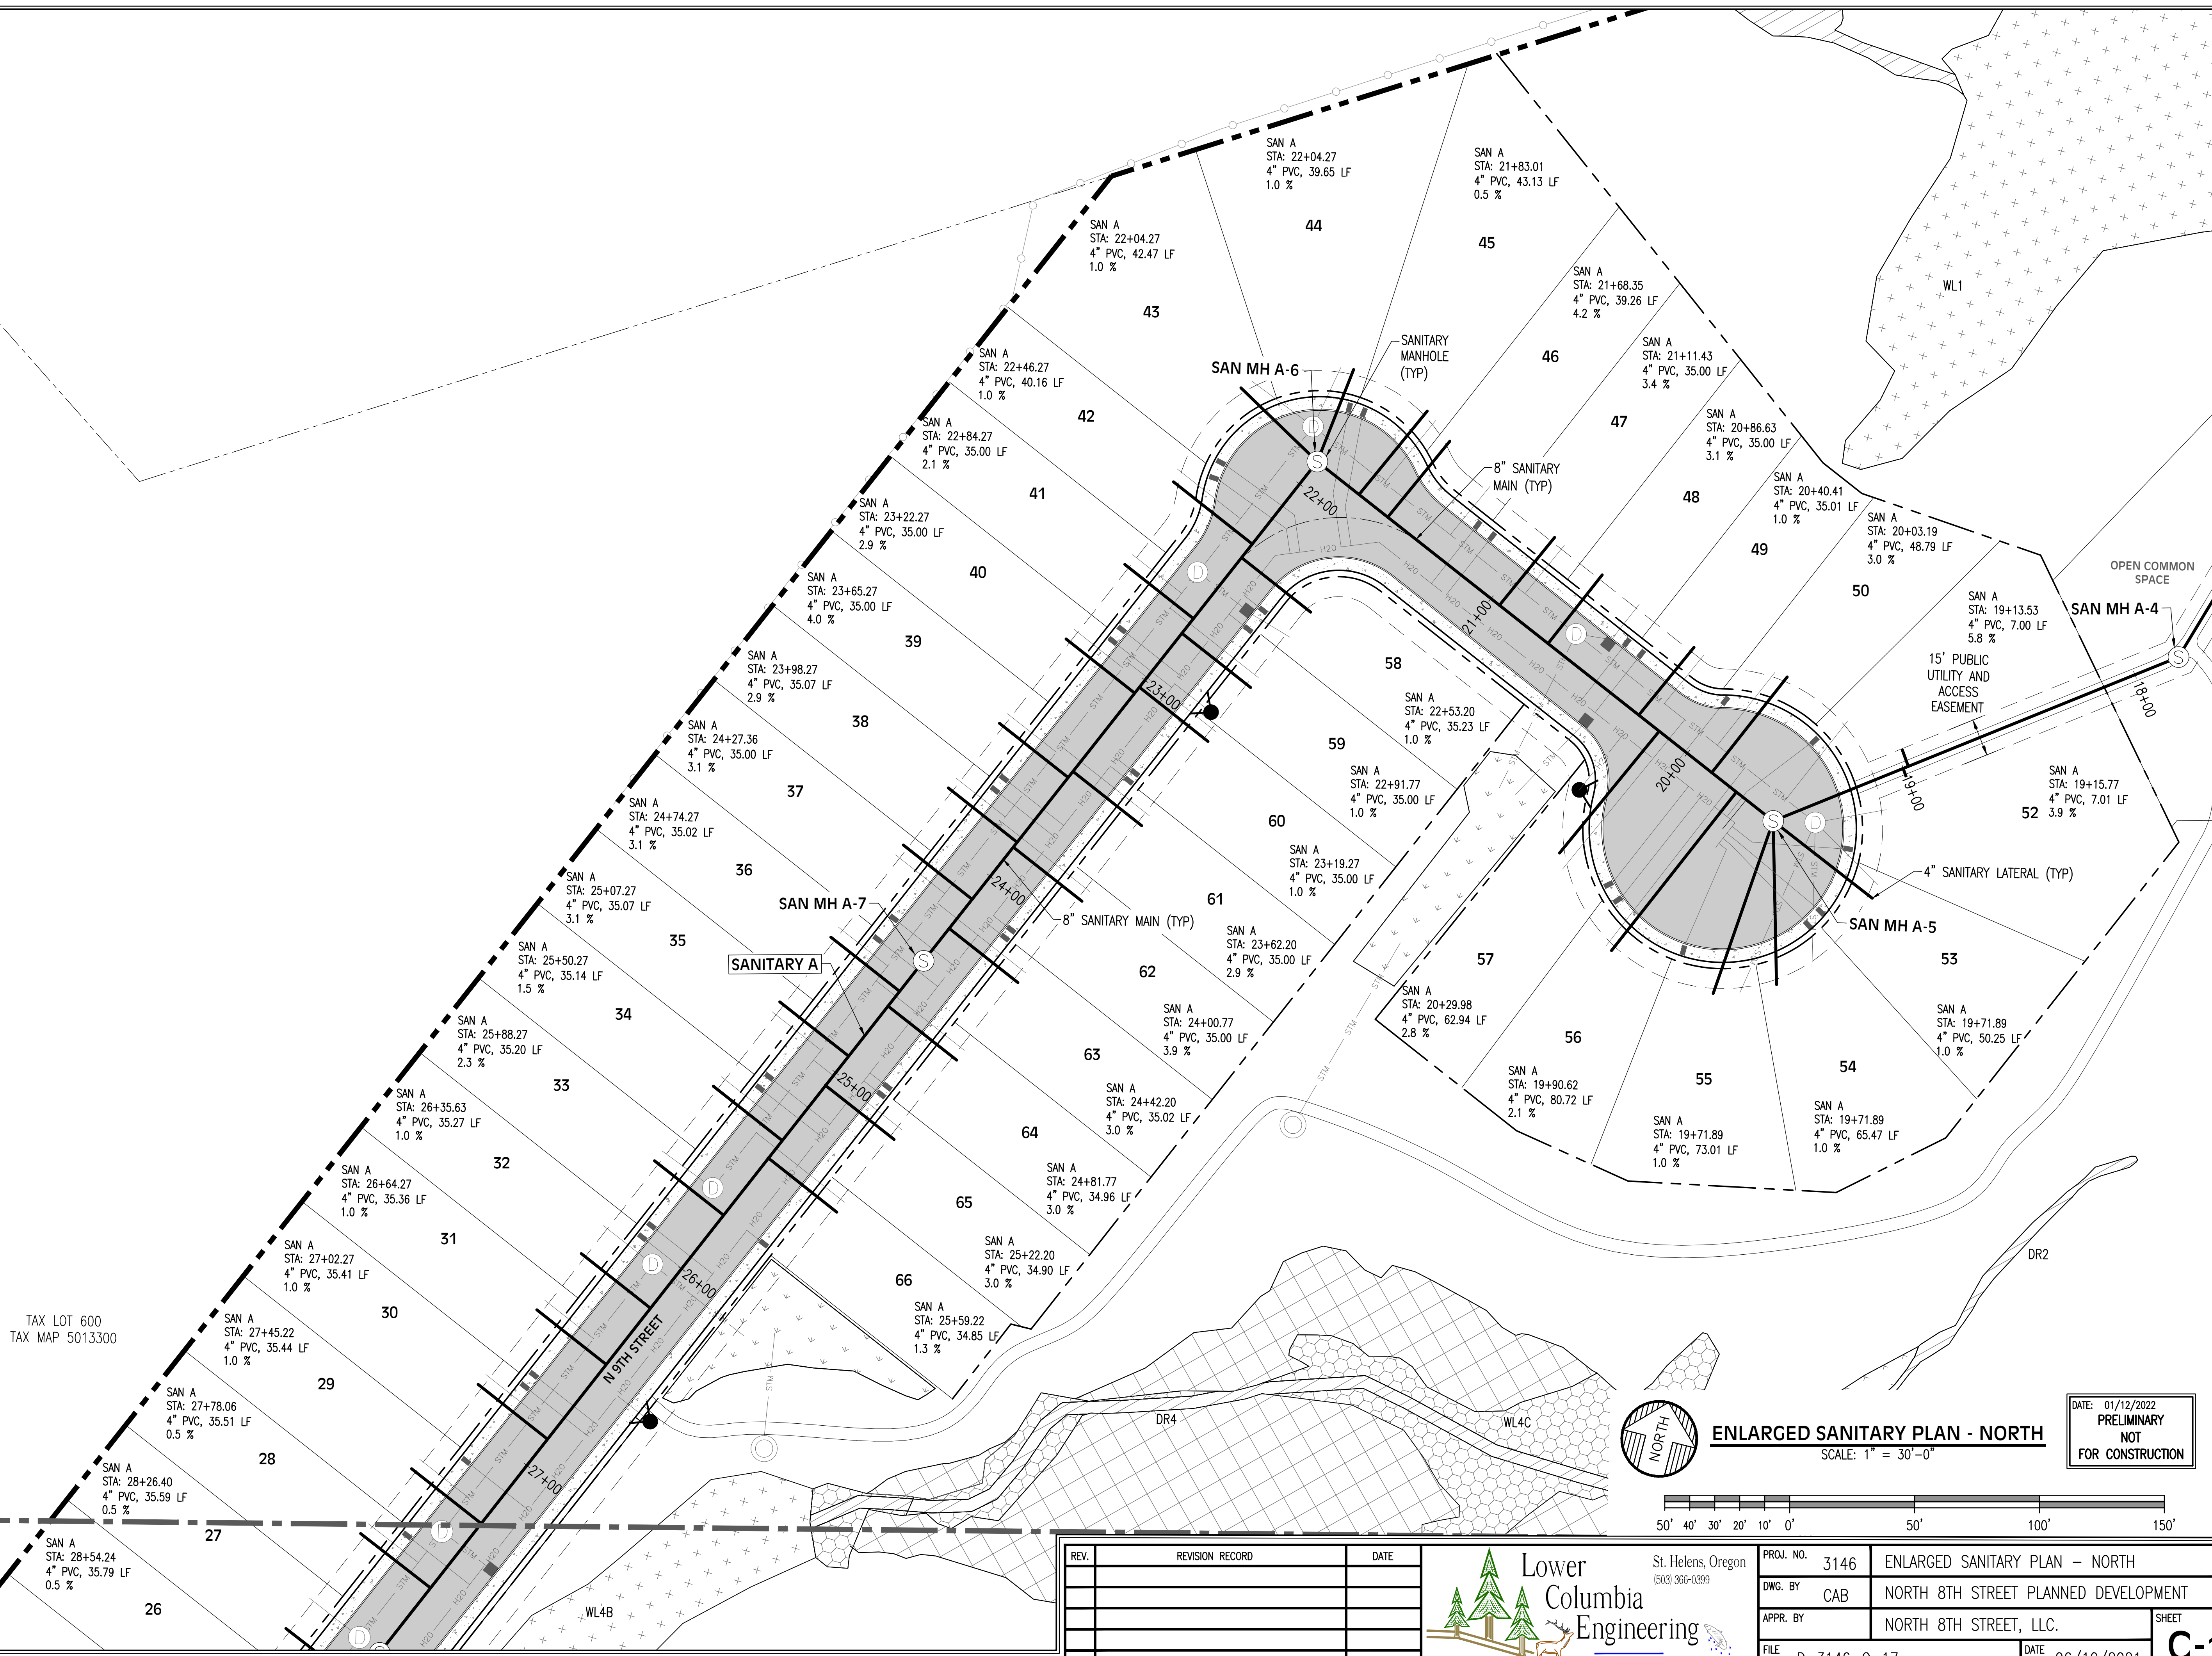 SAN A
STA: 22+04.27
4" PVC, 39.65 LF
1.0 %
44
SAN A
STA: 21+83.01
4" PVC, 43.13 LF
0.5 %
45
SAN A
STA: 22+04.27
4" PVC, 42.47 LF
1.0 %
43
SAN A
STA: 21+68.35
4" PVC, 39.26 LF
4.2 %
46
WL1
SAN A
STA: 22+46.27
4" PVC, 40.16 LF
1.0 %
42
SAN MH A-6
SANITARY
MANHOLE
(TYP)
SAN A
STA: 21+11.43
4" PVC, 35.00 LF
3.4 %
47
SAN A
STA: 22+84.27
4" PVC, 35.00 LF
2.1 %
41
SAN A
STA: 20+86.63
4" PVC, 35.00 LF
3.1 %
48
8" SANITARY
MAIN (TYP)
SAN A
STA: 20+40.41
4" PVC, 35.01 LF
1.0 %
49
SAN A
STA: 23+22.27
4" PVC, 35.00 LF
2.9 %
40
SAN A
STA: 20+03.19
4" PVC, 48.79 LF
3.0 %
50
SAN A
STA: 23+65.27
4" PVC, 35.00 LF
4.0 %
39
OPEN COMMON
SPACE
SAN MH A-4
SAN A
STA: 19+13.53
4" PVC, 7.00 LF
5.8 %
15' PUBLIC
UTILITY AND
ACCESS
EASEMENT
SAN A
STA: 23+98.27
4" PVC, 35.07 LF
2.9 %
38
58
SAN A
STA: 22+53.20
4" PVC, 35.23 LF
1.0 %
59
SAN A
STA: 24+27.36
4" PVC, 35.00 LF
3.1 %
37
SAN A
STA: 22+91.77
4" PVC, 35.00 LF
1.0 %
60
SAN A
STA: 19+15.77
4" PVC, 7.01 LF
3.9 %
52
22+00
21+00
20+00
19+00
18+00
23+00
24+00
25+00
26+00
27+00
SAN A
STA: 24+74.27
4" PVC, 35.02 LF
3.1 %
36
SAN A
STA: 23+19.27
4" PVC, 35.00 LF
1.0 %
61
4" SANITARY LATERAL (TYP)
SAN MH A-5
SAN MH A-7
8" SANITARY MAIN (TYP)
SANITARY A
SAN A
STA: 25+07.27
4" PVC, 35.07 LF
3.1 %
35
SAN A
STA: 23+62.20
4" PVC, 35.00 LF
2.9 %
62
57
53
SAN A
STA: 25+50.27
4" PVC, 35.14 LF
1.5 %
34
SAN A
STA: 20+29.98
4" PVC, 62.94 LF
2.8 %
56
SAN A
STA: 24+00.77
4" PVC, 35.00 LF
3.9 %
63
SAN A
STA: 19+71.89
4" PVC, 50.25 LF
1.0 %
SAN A
STA: 25+88.27
4" PVC, 35.20 LF
2.3 %
33
SAN A
STA: 19+90.62
4" PVC, 80.72 LF
2.1 %
55
54
SAN A
STA: 24+42.20
4" PVC, 35.02 LF
3.0 %
64
SAN A
STA: 19+71.89
4" PVC, 73.01 LF
1.0 %
SAN A
STA: 19+71.89
4" PVC, 65.47 LF
1.0 %
SAN A
STA: 26+35.63
4" PVC, 35.27 LF
1.0 %
32
SAN A
STA: 24+81.77
4" PVC, 34.96 LF
3.0 %
65
SAN A
STA: 26+64.27
4" PVC, 35.36 LF
1.0 %
31
SAN A
STA: 25+22.20
4" PVC, 34.90 LF
3.0 %
66
DR2
SAN A
STA: 27+02.27
4" PVC, 35.41 LF
1.0 %
30
SAN A
STA: 25+59.22
4" PVC, 34.85 LF
1.3 %
TAX LOT 600
TAX MAP 5013300
SAN A
STA: 27+45.22
4" PVC, 35.44 LF
1.0 %
29
N 9TH STREET
SAN A
STA: 27+78.06
4" PVC, 35.51 LF
0.5 %
28
DR4
WL4C
SAN A
STA: 28+26.40
4" PVC, 35.59 LF
0.5 %
27
SAN A
STA: 28+54.24
4" PVC, 35.79 LF
0.5 %
26
WL4B
NORTH
ENLARGED SANITARY PLAN - NORTH
SCALE: 1" = 30'-0"
DATE: 01/12/2022
PRELIMINARY
NOT
FOR CONSTRUCTION
50' 40' 30' 20' 10' 0' 50' 100' 150'
REV. REVISION RECORD DATE
Lower
Columbia
Engineering
St. Helens, Oregon
(503) 366-0399
PROJ. NO. 3146
DWG. BY CAB
APPR. BY
FILE
ENLARGED SANITARY PLAN - NORTH
NORTH 8TH STREET PLANNED DEVELOPMENT
NORTH 8TH STREET, LLC.
DATE
SHEET